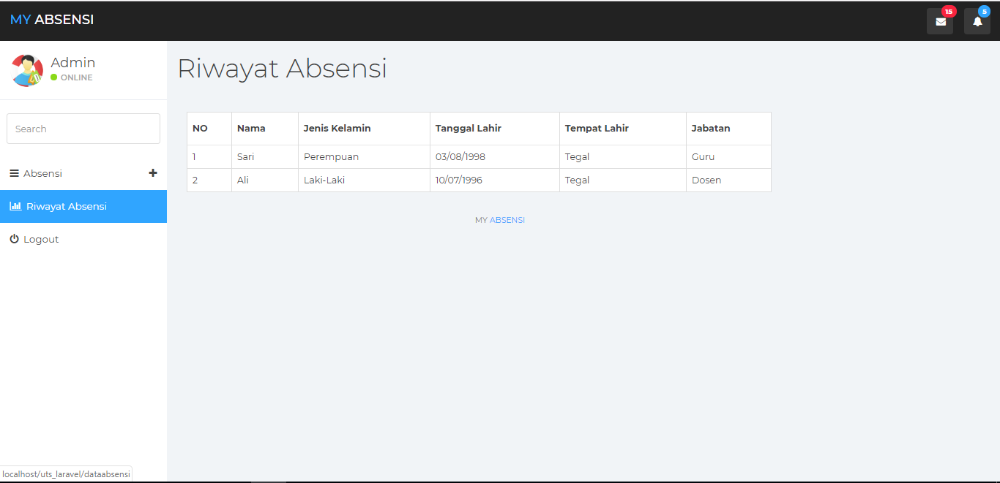 MY ABSENSI
15
5
Admin
ONLINE
Riwayat Absensi
Search
Absensi
Riwayat Absensi
Logout
NO Nama Jenis Kelamin Tanggal Lahir Tempat Lahir Jabatan
1 Sari Perempuan 03/08/1998 Tegal Guru
2 Ali Laki-Laki 10/07/1996 Tegal Dosen
MY ABSENSI
localhost/uts_laravel/dataabsensi